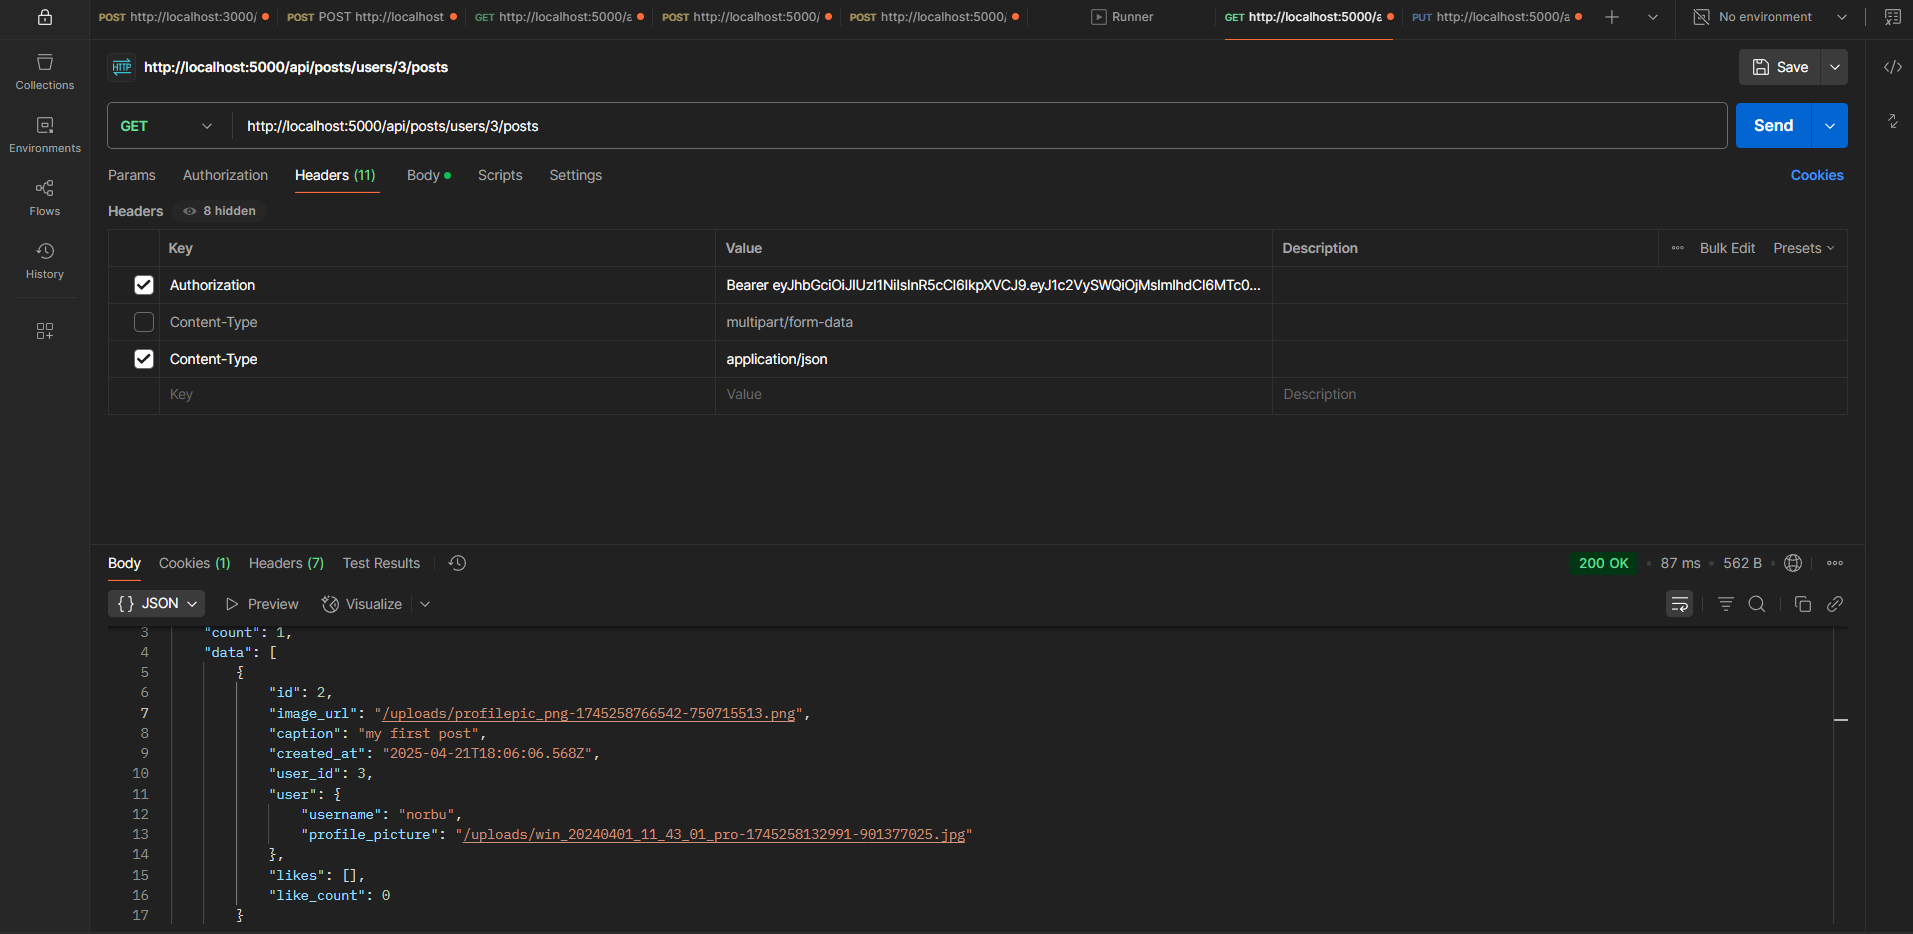 POST http://localhost:3000/
POST POST http://localhost
GET http://localhost:5000/a
POST http://localhost:5000/
POST http://localhost:5000/
Runner
GET http://localhost:5000/a
PUT http://localhost:5000/a
No environment
Collections
Environments
Flows
History
HTTP http://localhost:5000/api/posts/users/3/posts
Save
GET http://localhost:5000/api/posts/users/3/posts
Send
Params Authorization Headers (11) Body Scripts Settings Cookies
Headers 8 hidden
Key Value Description Bulk Edit Presets
Authorization Bearer eyJhbGciOiJIUzI1NiIsInR5cCI6IkpXVCJ9.eyJ1c2VySWQiOjMsImlhdCI6MTc0...
Content-Type multipart/form-data
Content-Type application/json
Key Value Description
Body Cookies (1) Headers (7) Test Results 200 OK 87 ms 562 B
{} JSON Preview Visualize
3 "count": 1,
4 "data": [
5 {
6 "id": 2,
7 "image_url": "/uploads/profilepic_png-1745258766542-750715513.png",
8 "caption": "my first post",
9 "created_at": "2025-04-21T18:06:06.568Z",
10 "user_id": 3,
11 "user": {
12 "username": "norbu",
13 "profile_picture": "/uploads/win_20240401_11_43_01_pro-1745258132991-901377025.jpg"
14 },
15 "likes": [],
16 "like_count": 0
17 }